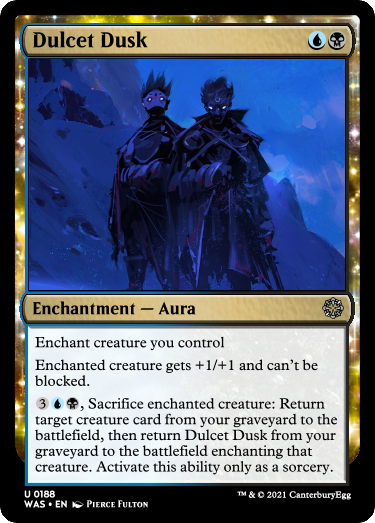 Dulcet Dusk
Enchantment — Aura
Enchant creature you control
Enchanted creature gets +1/+1 and can't be
blocked.
3, Sacrifice enchanted creature: Return
target creature card from your graveyard to the
battlefield, then return Dulcet Dusk from your
graveyard to the battlefield enchanting that
creature. Activate this ability only as a sorcery.
U 0188
WAS • EN Pierce Fulton
™ & © 2021 CanterburyEgg